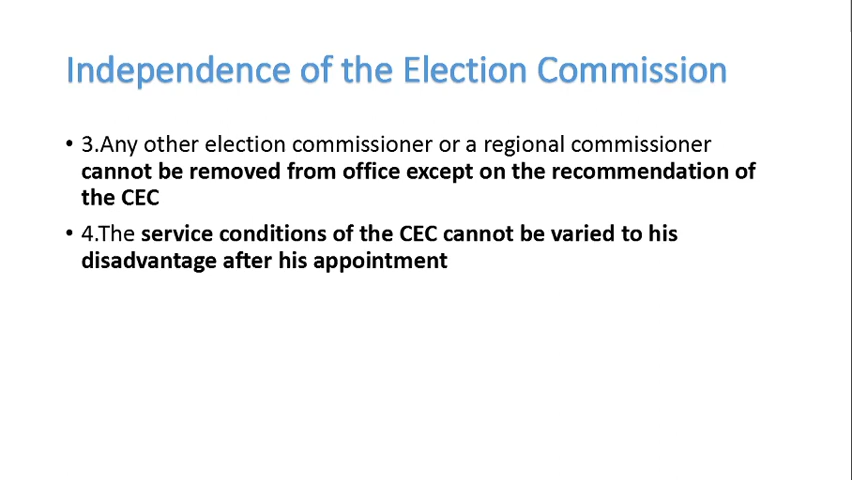 Independence of the Election Commission
• 3.Any other election commissioner or a regional commissioner
cannot be removed from office except on the recommendation of
the CEC
• 4.The service conditions of the CEC cannot be varied to his
disadvantage after his appointment